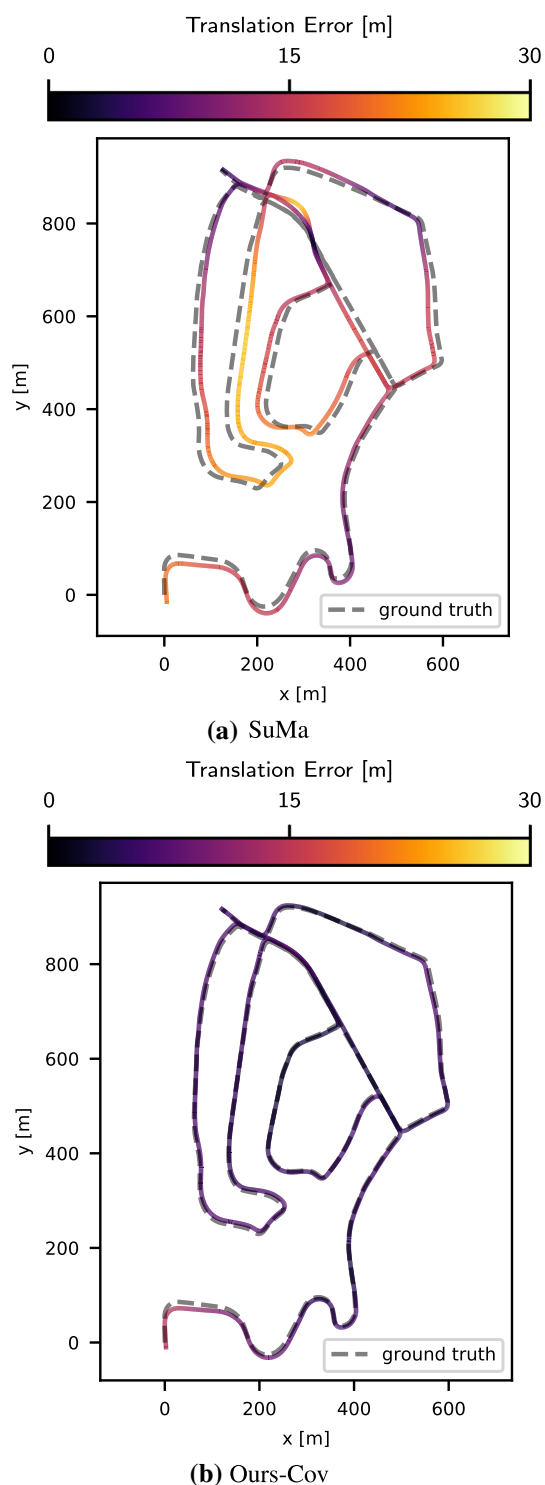 Translation Error [m]
0 15 30
800
600
400
200
0
y [m]
ground truth
0 200 400 600
x [m]
(a) SuMa
Translation Error [m]
0 15 30
800
600
400
200
0
y [m]
ground truth
0 200 400 600
x [m]
(b) Ours-Cov